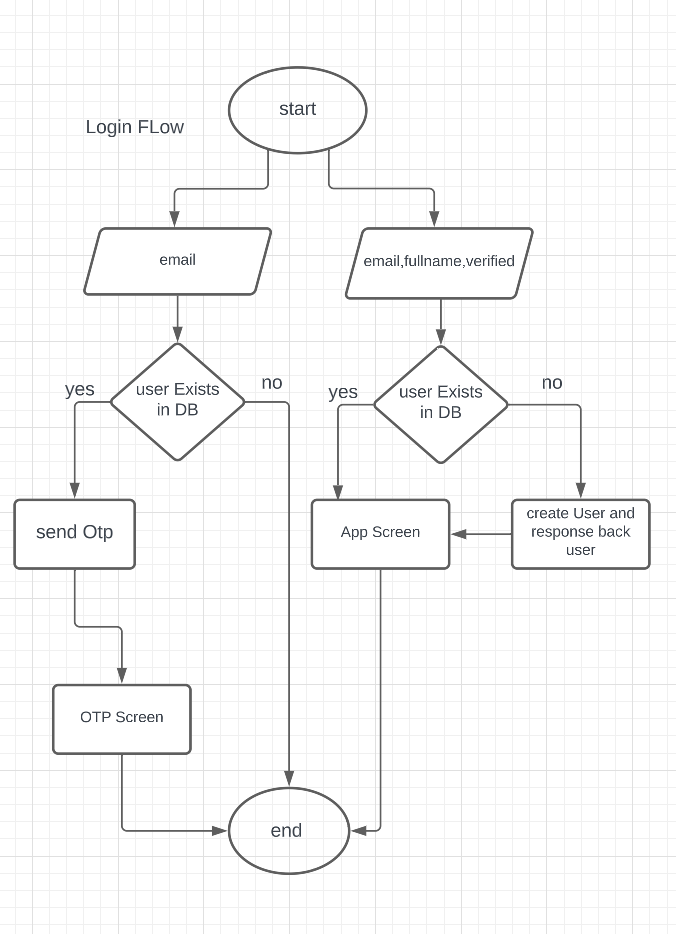 start
Login FLow
email
email,fullname,verified
user Exists
in DB
yes
no
user Exists
in DB
yes
no
send Otp
App Screen
create User and
response back
user
OTP Screen
end